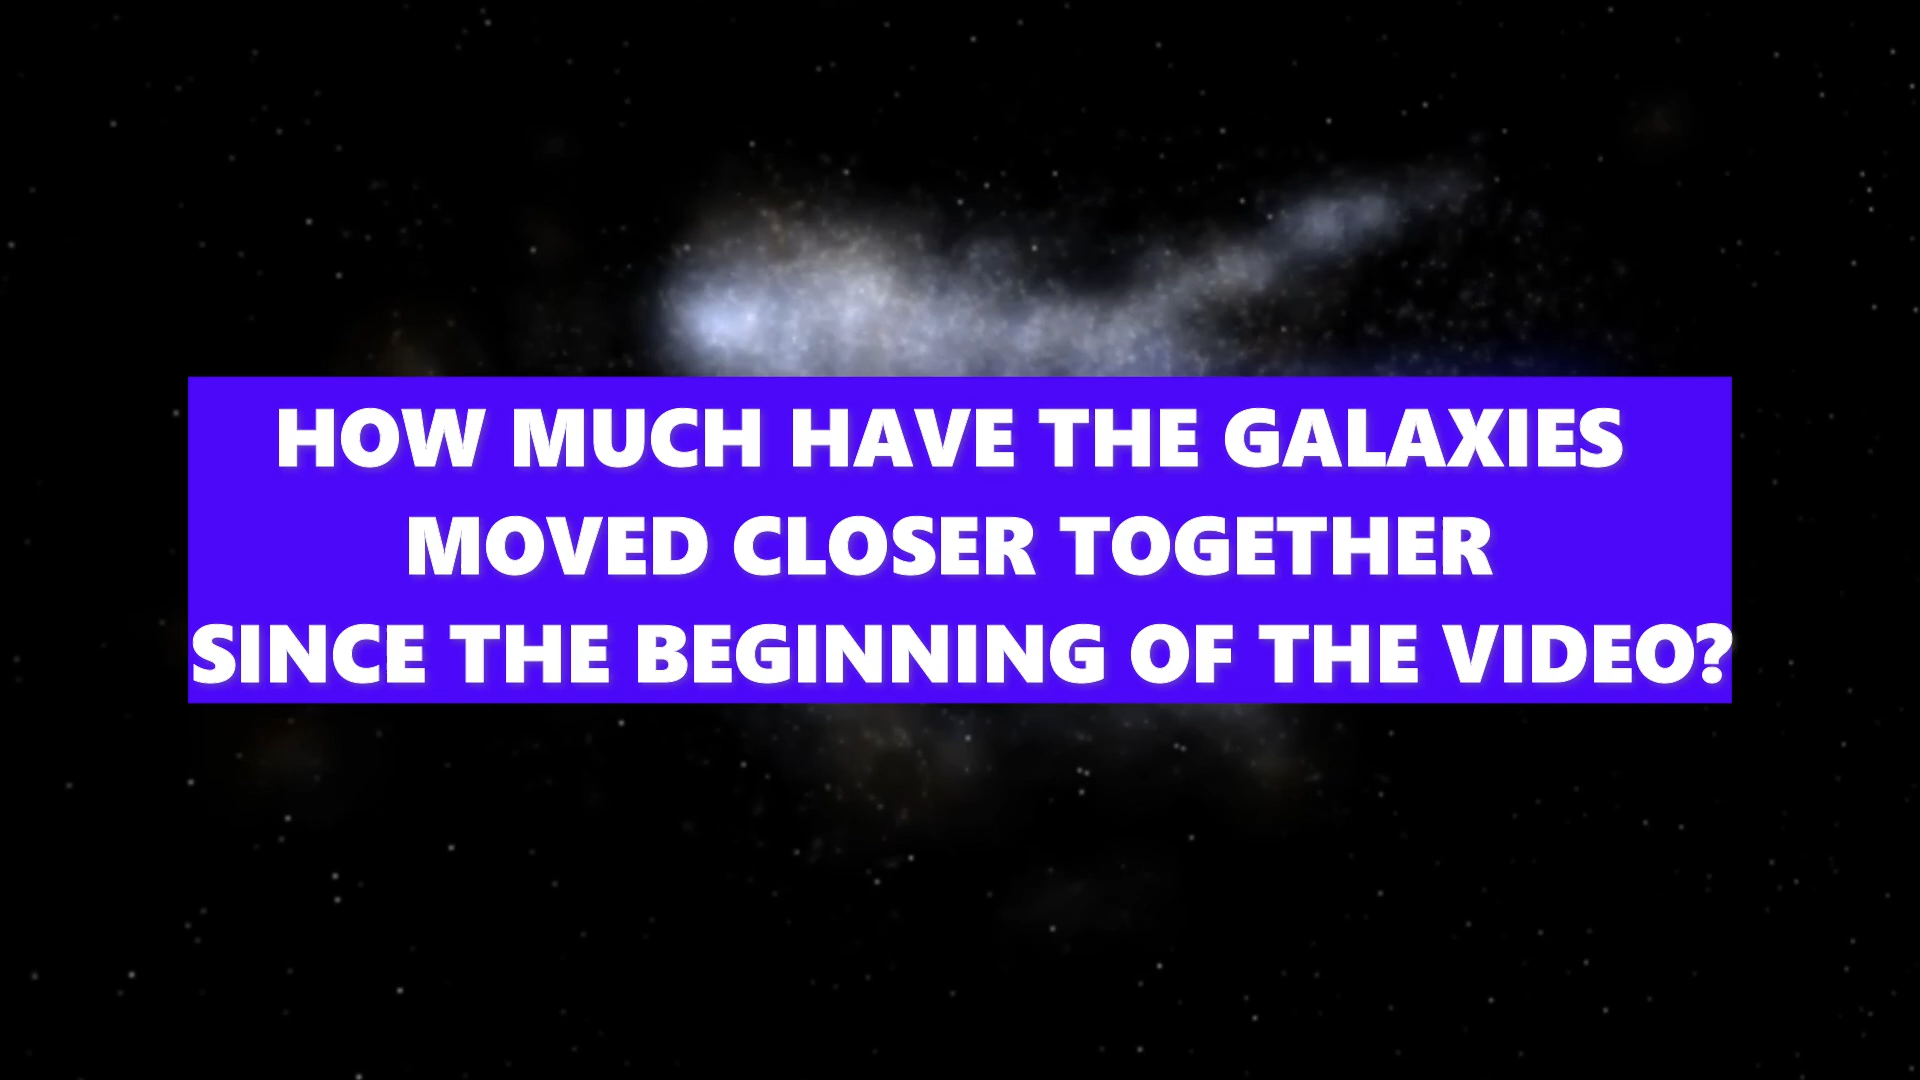 HOW MUCH HAVE THE GALAXIES
MOVED CLOSER TOGETHER
SINCE THE BEGINNING OF THE VIDEO?